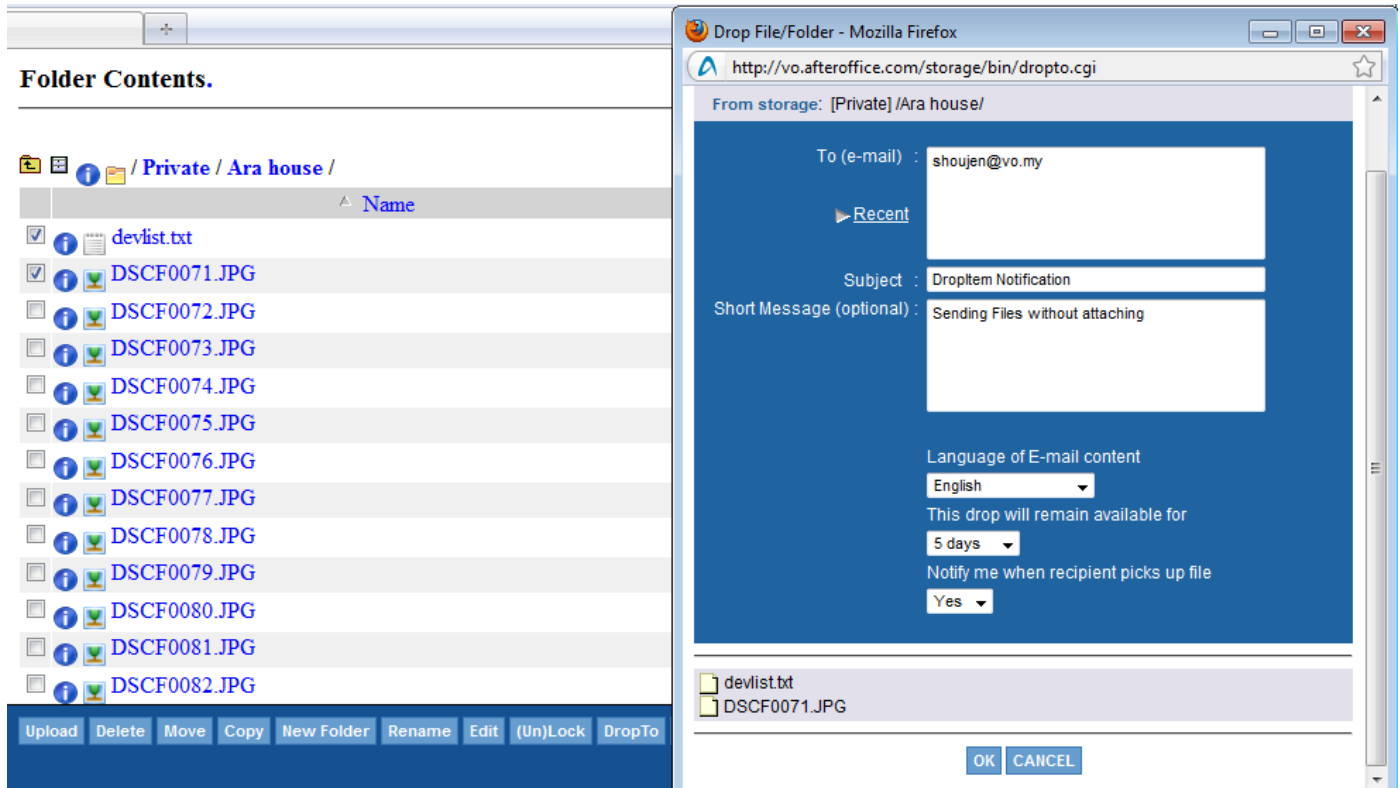 Folder Contents.
/ Private / Ara house /
Name
devlist.txt
DSCF0071.JPG
DSCF0072.JPG
DSCF0073.JPG
DSCF0074.JPG
DSCF0075.JPG
DSCF0076.JPG
DSCF0077.JPG
DSCF0078.JPG
DSCF0079.JPG
DSCF0080.JPG
DSCF0081.JPG
DSCF0082.JPG
Upload Delete Move Copy New Folder Rename Edit (Un)Lock DropTo
Drop File/Folder - Mozilla Firefox
http://vo.afteroffice.com/storage/bin/dropto.cgi
From storage: [Private] /Ara house/
To (e-mail) : shoujen@vo.my
Recent
Subject : DropItem Notification
Short Message (optional) : Sending Files without attaching
Language of E-mail content
English
This drop will remain available for
5 days
Notify me when recipient picks up file
Yes
devlist.txt
DSCF0071.JPG
OK CANCEL